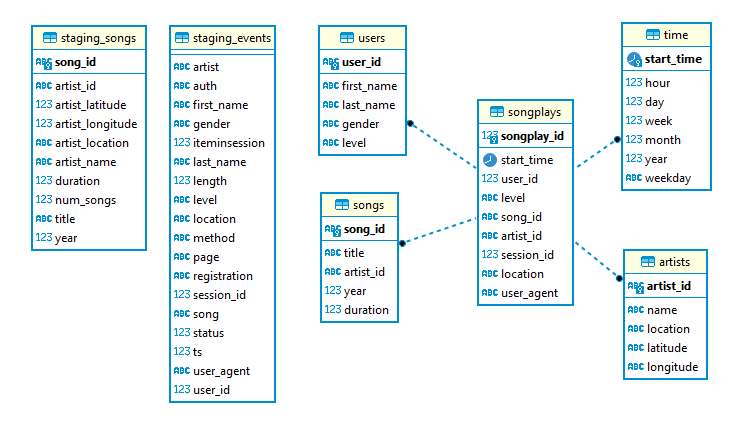 staging_songs
ABC song_id
ABC artist_id
123 artist_latitude
123 artist_longitude
ABC artist_location
ABC artist_name
123 duration
123 num_songs
ABC title
123 year
staging_events
ABC artist
ABC auth
ABC first_name
ABC gender
123 iteminsession
ABC last_name
123 length
ABC level
ABC location
ABC method
ABC page
123 registration
123 session_id
ABC song
123 status
123 ts
ABC user_agent
123 user_id
users
ABC user_id
ABC first_name
ABC last_name
ABC gender
ABC level
songs
ABC song_id
ABC title
ABC artist_id
123 year
123 duration
songplays
123 songplay_id
start_time
123 user_id
ABC level
ABC song_id
ABC artist_id
123 session_id
ABC location
ABC user_agent
time
start_time
123 hour
123 day
123 week
123 month
123 year
ABC weekday
artists
ABC artist_id
ABC name
ABC location
ABC latitude
ABC longitude